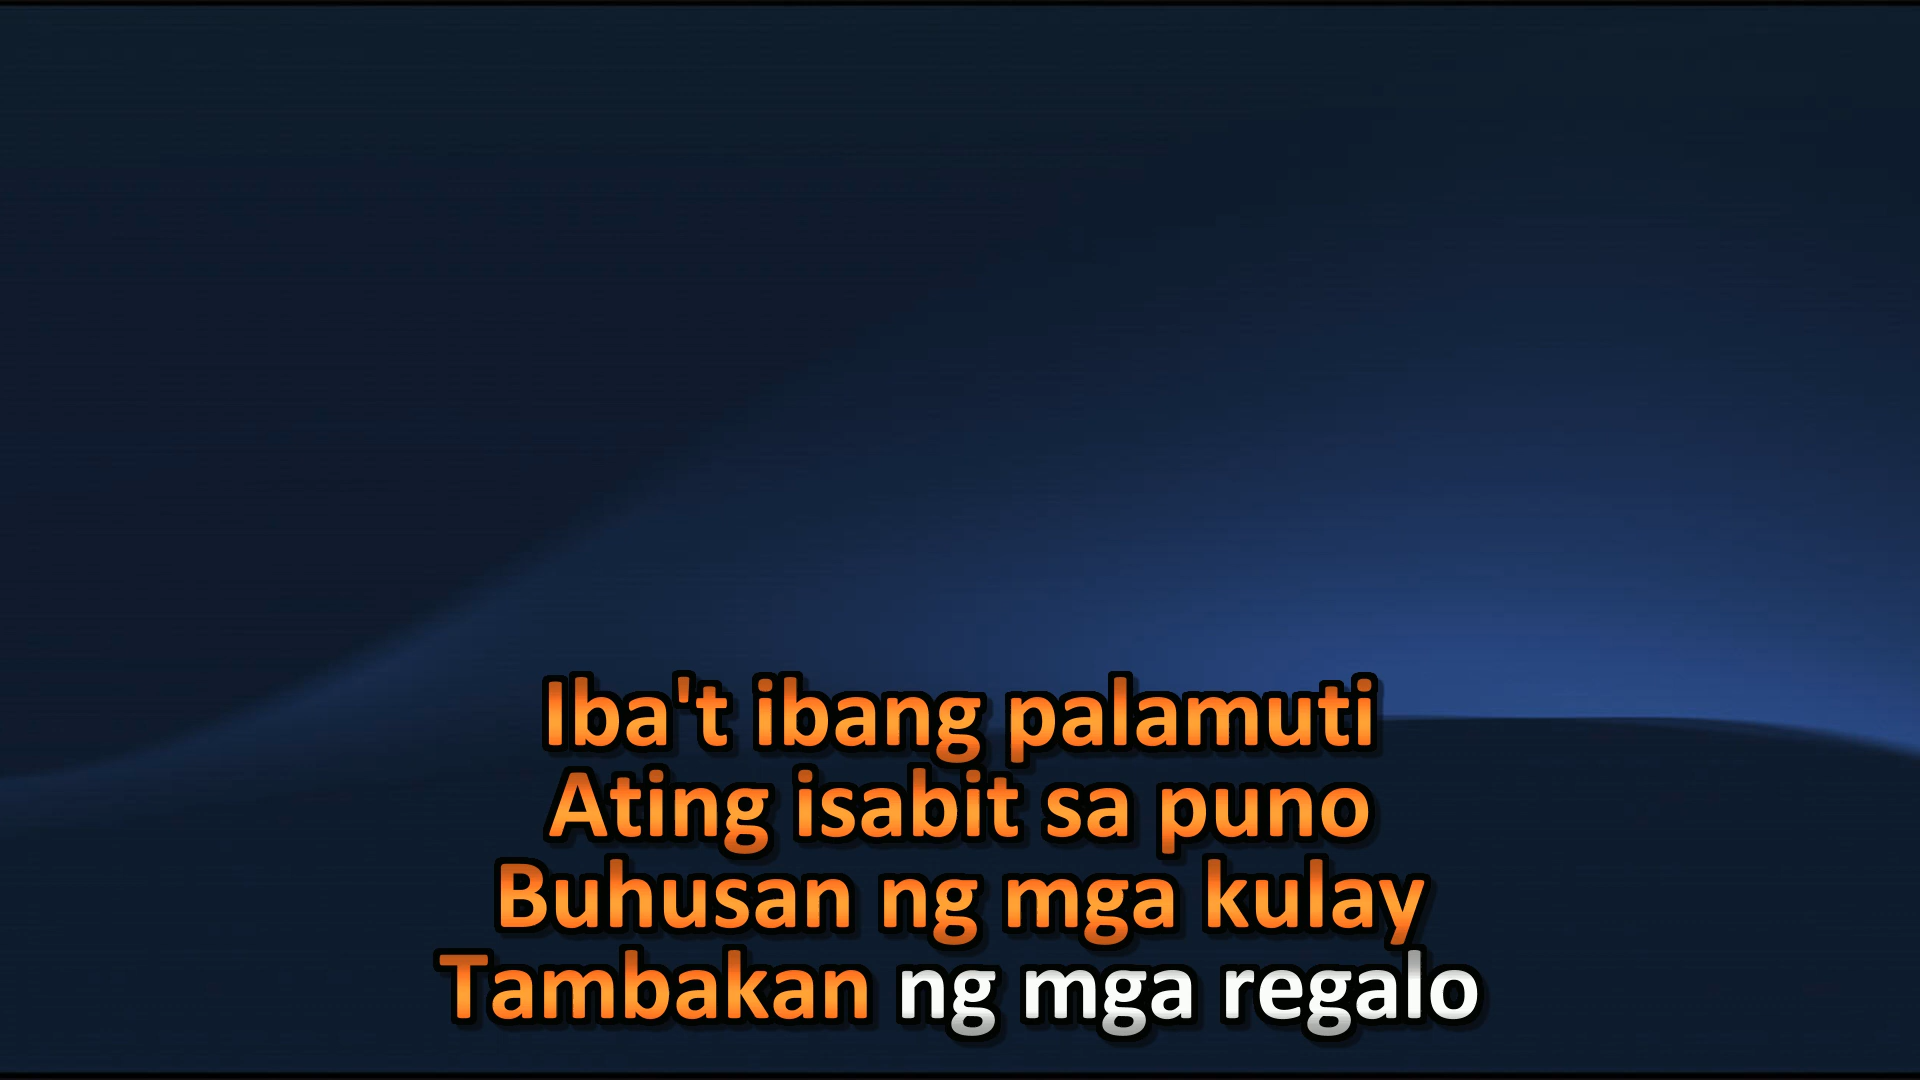 Iba't ibang palamuti
Ating isabit sa puno
Buhusan ng mga kulay
Tambakan ng mga regalo